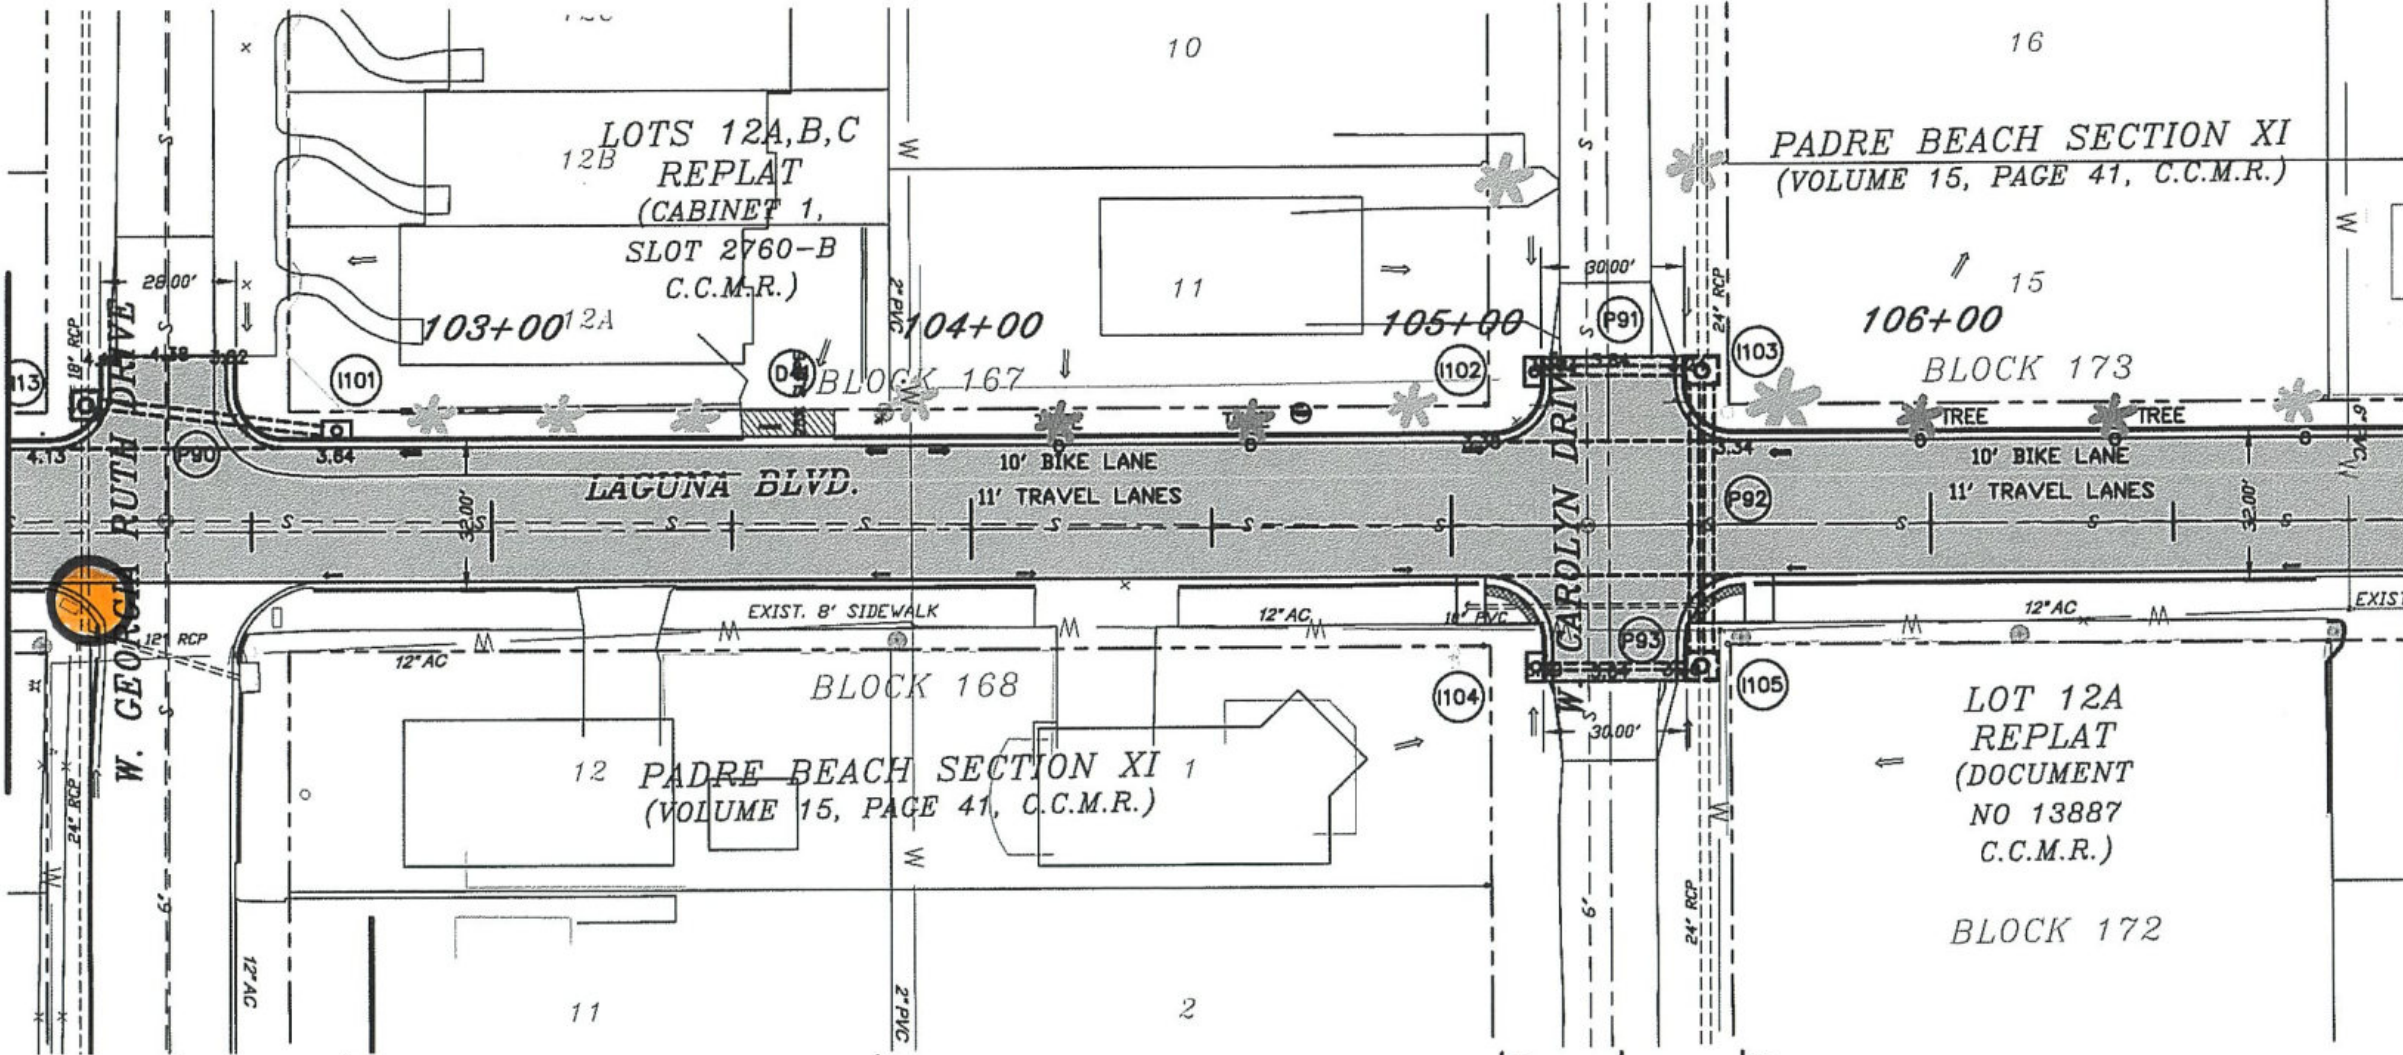 10
16
LOTS 12A,B,C
REPLAT
(CABINET 1,
SLOT 2760-B
C.C.M.R.)
12B
PADRE BEACH SECTION XI
(VOLUME 15, PAGE 41, C.C.M.R.)
28.00'
30.00'
18" RCP
2" PVC
24" RCP
11
15
103+00
12A
104+00
105+00
106+00
P91
I103
I101
I102
BLOCK 167
BLOCK 173
TREE
TREE
4.13
P90
3.64
10' BIKE LANE
11' TRAVEL LANES
LAGUNA BLVD.
32.00'
3.34
P92
10' BIKE LANE
11' TRAVEL LANES
32.00'
W. GEORGIA RUTH DRIVE
W. CAROLYN DRIVE
EXIST. 8' SIDEWALK
12" AC
18" PVC
12" AC
EXIST
12" RCP
12" AC
P93
BLOCK 168
I104
I105
30.00'
24" RCP
12
PADRE BEACH SECTION XI
(VOLUME 15, PAGE 41, C.C.M.R.)
1
LOT 12A
REPLAT
(DOCUMENT
NO 13887
C.C.M.R.)
6"
6"
24" RCP
BLOCK 172
12" AC
2" PVC
11
2